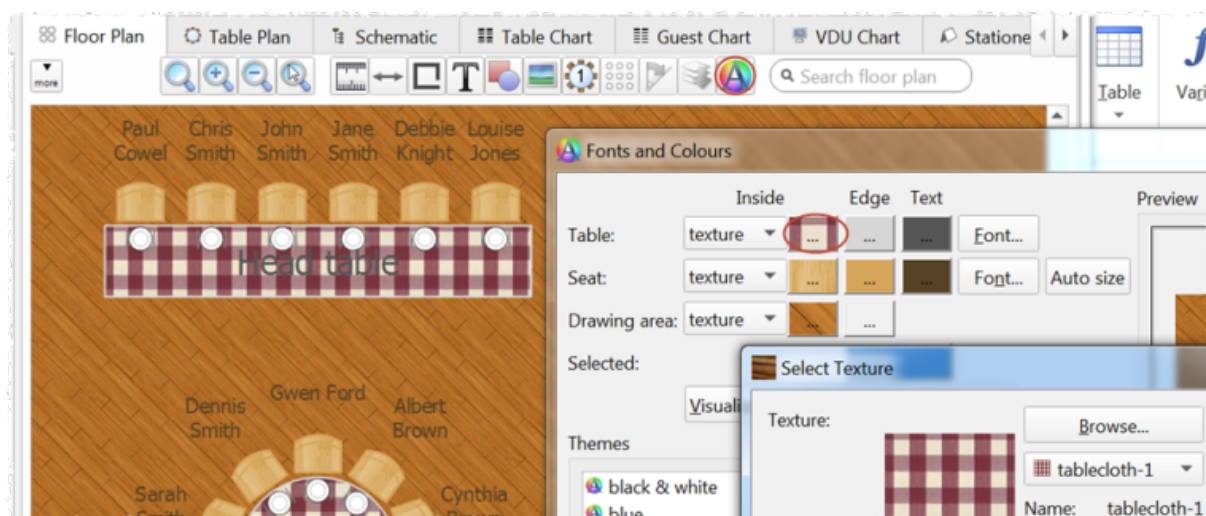 Floor Plan Table Plan Schematic Table Chart Guest Chart VDU Chart Statione
more 1 Search floor plan Table Vari
Paul Chris John Jane Debbie Louise
Cowel Smith Smith Smith Knight Jones
Head table
Gwen Ford
Dennis Albert
Smith Brown
Sarah Cynthia
Smith Brown
Fonts and Colours
Inside Edge Text Preview
Table: texture ... ... ... Font...
Seat: texture ... ... ... Font... Auto size
Drawing area: texture ... ...
Selected:
Visuali
Themes
black & white
blue
Select Texture
Texture: Browse...
tablecloth-1
Name: tablecloth-1